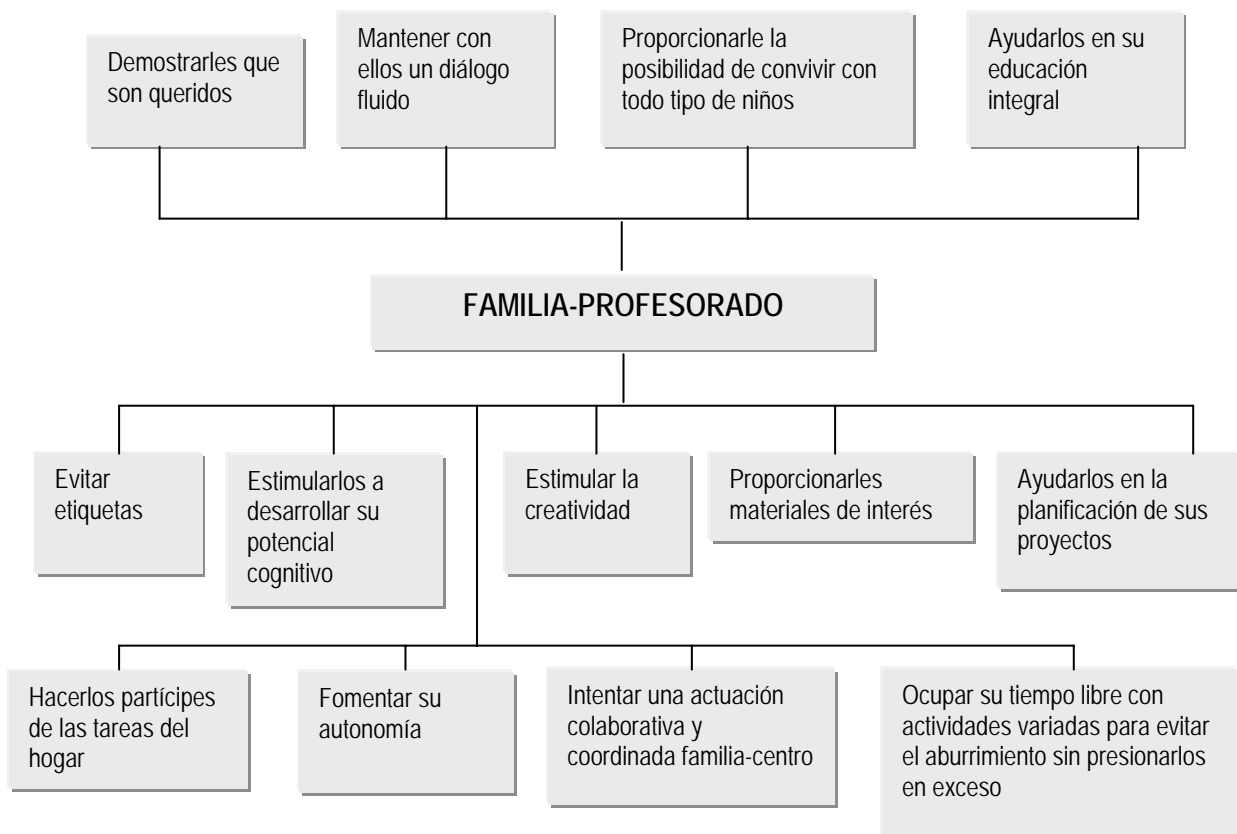 Demostrarles que
son queridos
Mantener con
ellos un diálogo
fluido
Proporcionarle la
posibilidad de convivir con
todo tipo de niños
Ayudarlos en su
educación
integral
FAMILIA-PROFESORADO
Evitar
etiquetas
Estimularlos a
desarrollar su
potencial
cognitivo
Estimular la
creatividad
Proporcionarles
materiales de interés
Ayudarlos en la
planificación de sus
proyectos
Hacerlos partícipes
de las tareas del
hogar
Fomentar su
autonomía
Intentar una actuación
colaborativa y
coordinada familia-centro
Ocupar su tiempo libre con
actividades variadas para evitar
el aburrimiento sin presionarlos
en exceso